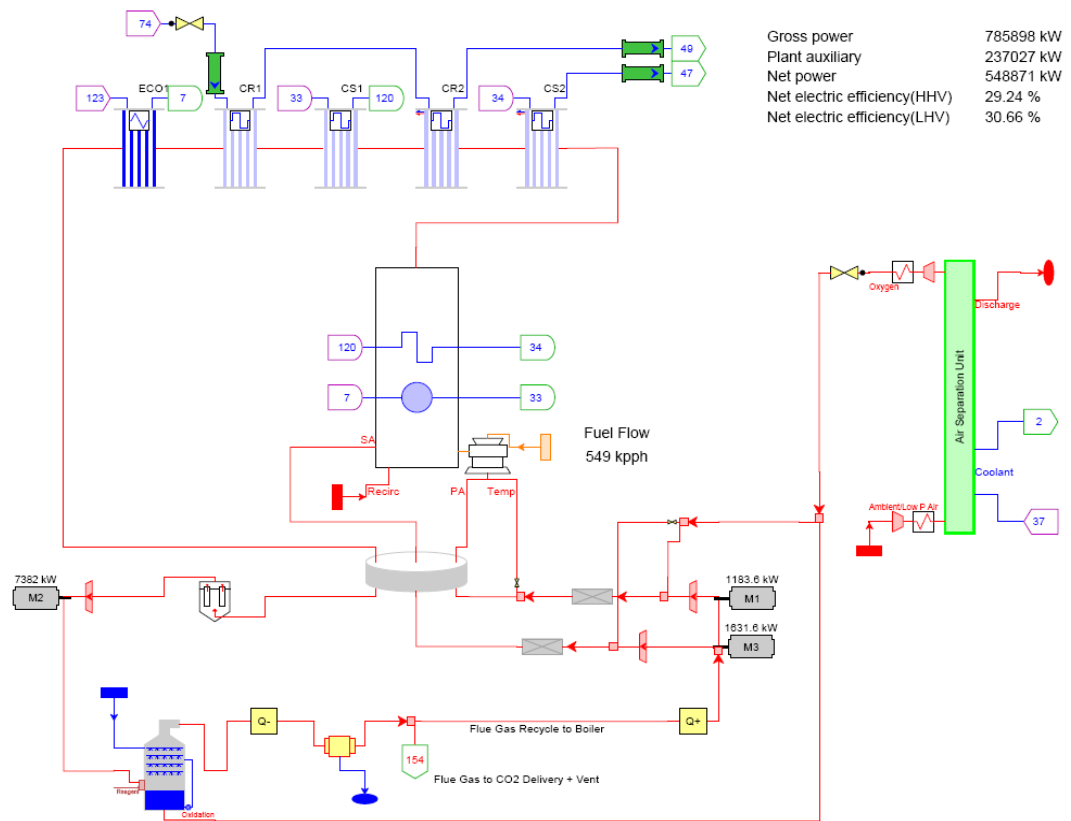 74
Gross power 785898 kW
Plant auxiliary 237027 kW
Net power 548871 kW
Net electric efficiency(HHV) 29.24 %
Net electric efficiency(LHV) 30.66 %
49
47
123
ECO1
7
CR1
33
CS1
120
CR2
34
CS2
120
34
7
33
SA
Recirc
PA
Temp
Fuel Flow
549 kpph
Oxygen
Discharge
Air Separation Unit
2
Coolant
37
Ambient/Low P Air
7382 kW
M2
1183.6 kW
M1
1631.6 kW
M3
Q-
Flue Gas Recycle to Boiler
Q+
154
Flue Gas to CO2 Delivery + Vent
Reagent
Oxidation